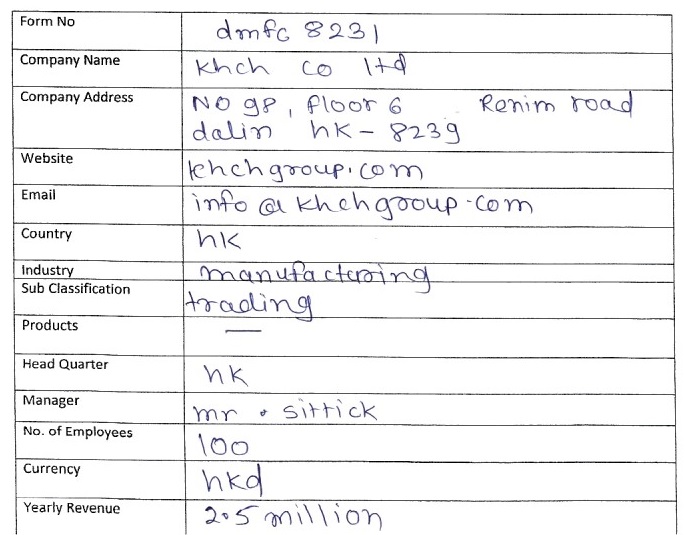 Form No dmfc 8231
Company Name khch co ltd
Company Address NO 98, floor 6 Renim road
dalin hk - 8239
Website khchgroup.com
Email info@khchgroup.com
Country hk
Industry manufacturing
Sub Classification trading
Products —
Head Quarter hk
Manager mr. sittick
No. of Employees 100
Currency hkd
Yearly Revenue 2.5 million